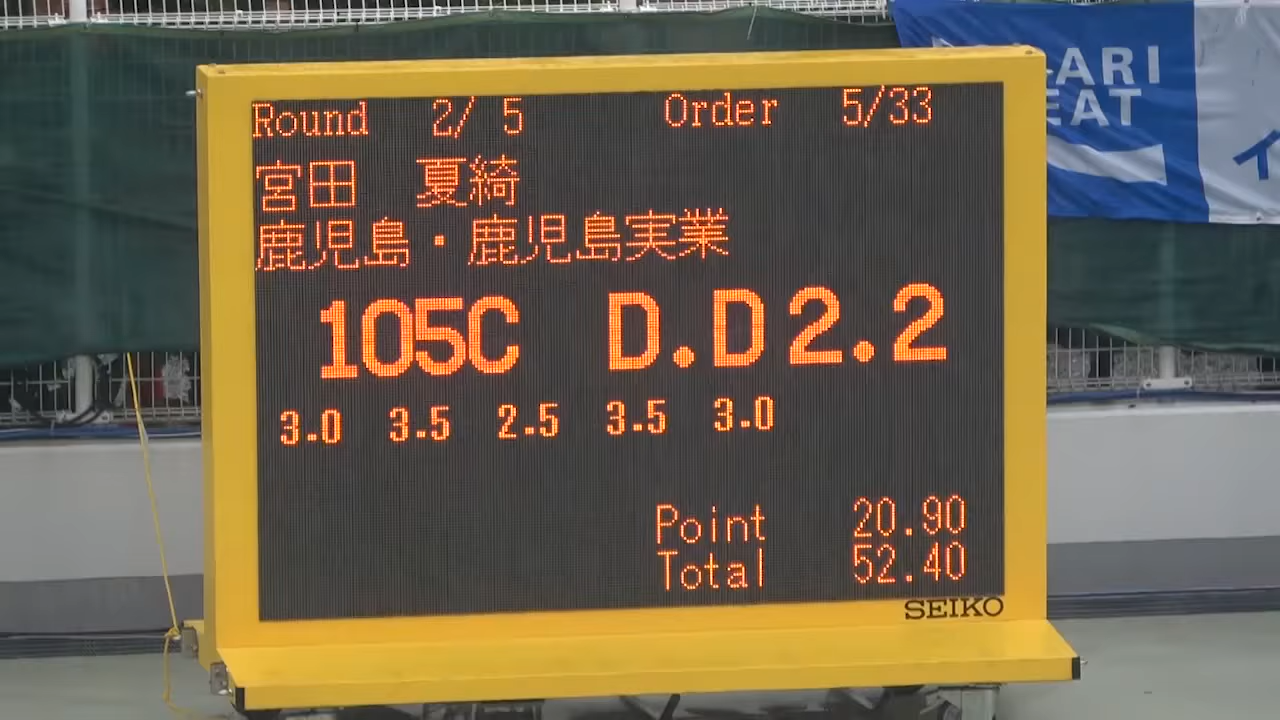 Round 2/ 5 Order 5/33
宮田 夏綺
鹿児島・鹿児島実業
105C D.D 2.2
3.0 3.5 2.5 3.5 3.0
Point 20.90
Total 52.40
SEIKO
ARI
EAT
イ